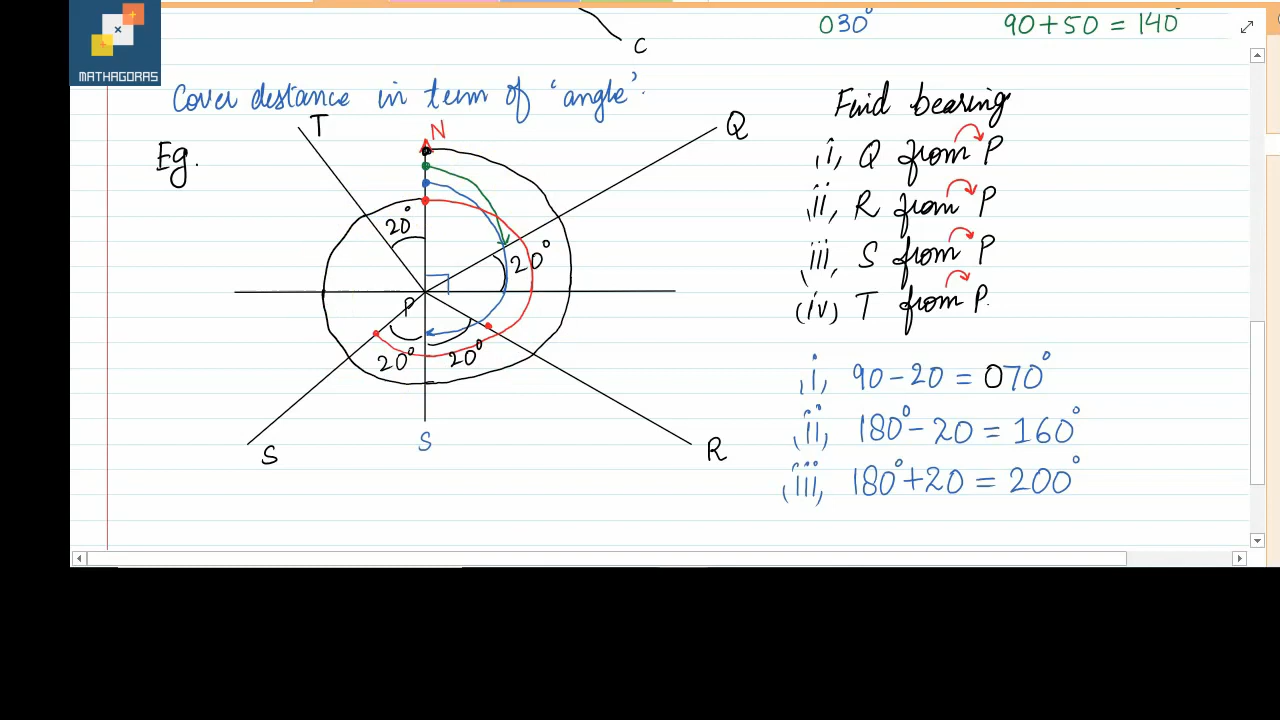 MATHAGORAS
C
030°
90+50 = 140°
Cover distance in term of 'angle'.
Eg.
T
N
Q
20°
20°
P
20°
20°
S
S
R
Find bearing
(i, Q from P
(ii, R from P
(iii, S from P
(iv) T from P.
(i, 90-20 = 070°
(ii, 180°-20 = 160°
(iii, 180°+20 = 200°